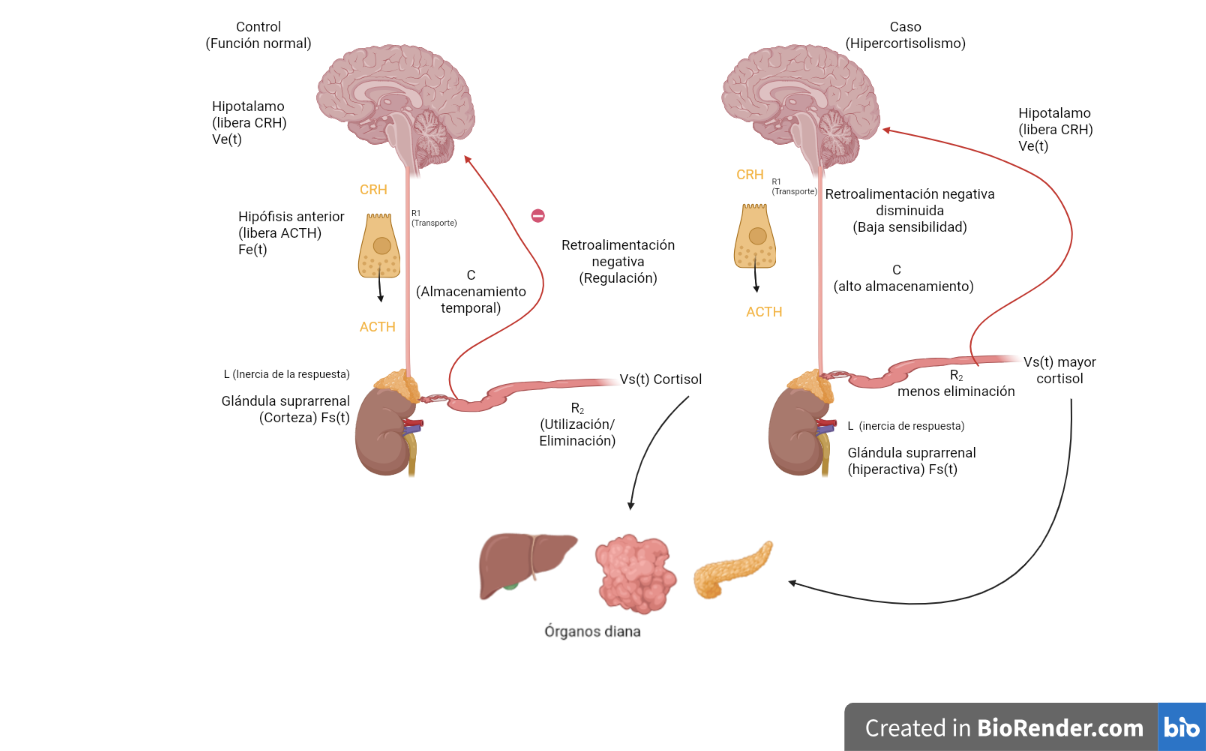 Control
(Función normal)
Hipotalamo
(libera CRH)
Ve(t)
CRH
R1
(Transporte)
Hipófisis anterior
(libera ACTH)
Fe(t)
Retroalimentación
negativa
(Regulación)
C
(Almacenamiento
temporal)
ACTH
L (Inercia de la respuesta)
Glándula suprarrenal
(Corteza) Fs(t)
Vs(t) Cortisol
R₂
(Utilización/
Eliminación)
Caso
(Hipercortisolismo)
Hipotalamo
(libera CRH)
Ve(t)
CRH
R1
(Transporte)
Retroalimentación negativa
disminuida
(Baja sensibilidad)
C
(alto almacenamiento)
ACTH
Vs(t) mayor
cortisol
R₂
menos eliminación
L (inercia de respuesta)
Glándula suprarrenal
(hiperactiva) Fs(t)
Órganos diana
Created in BioRender.com bio